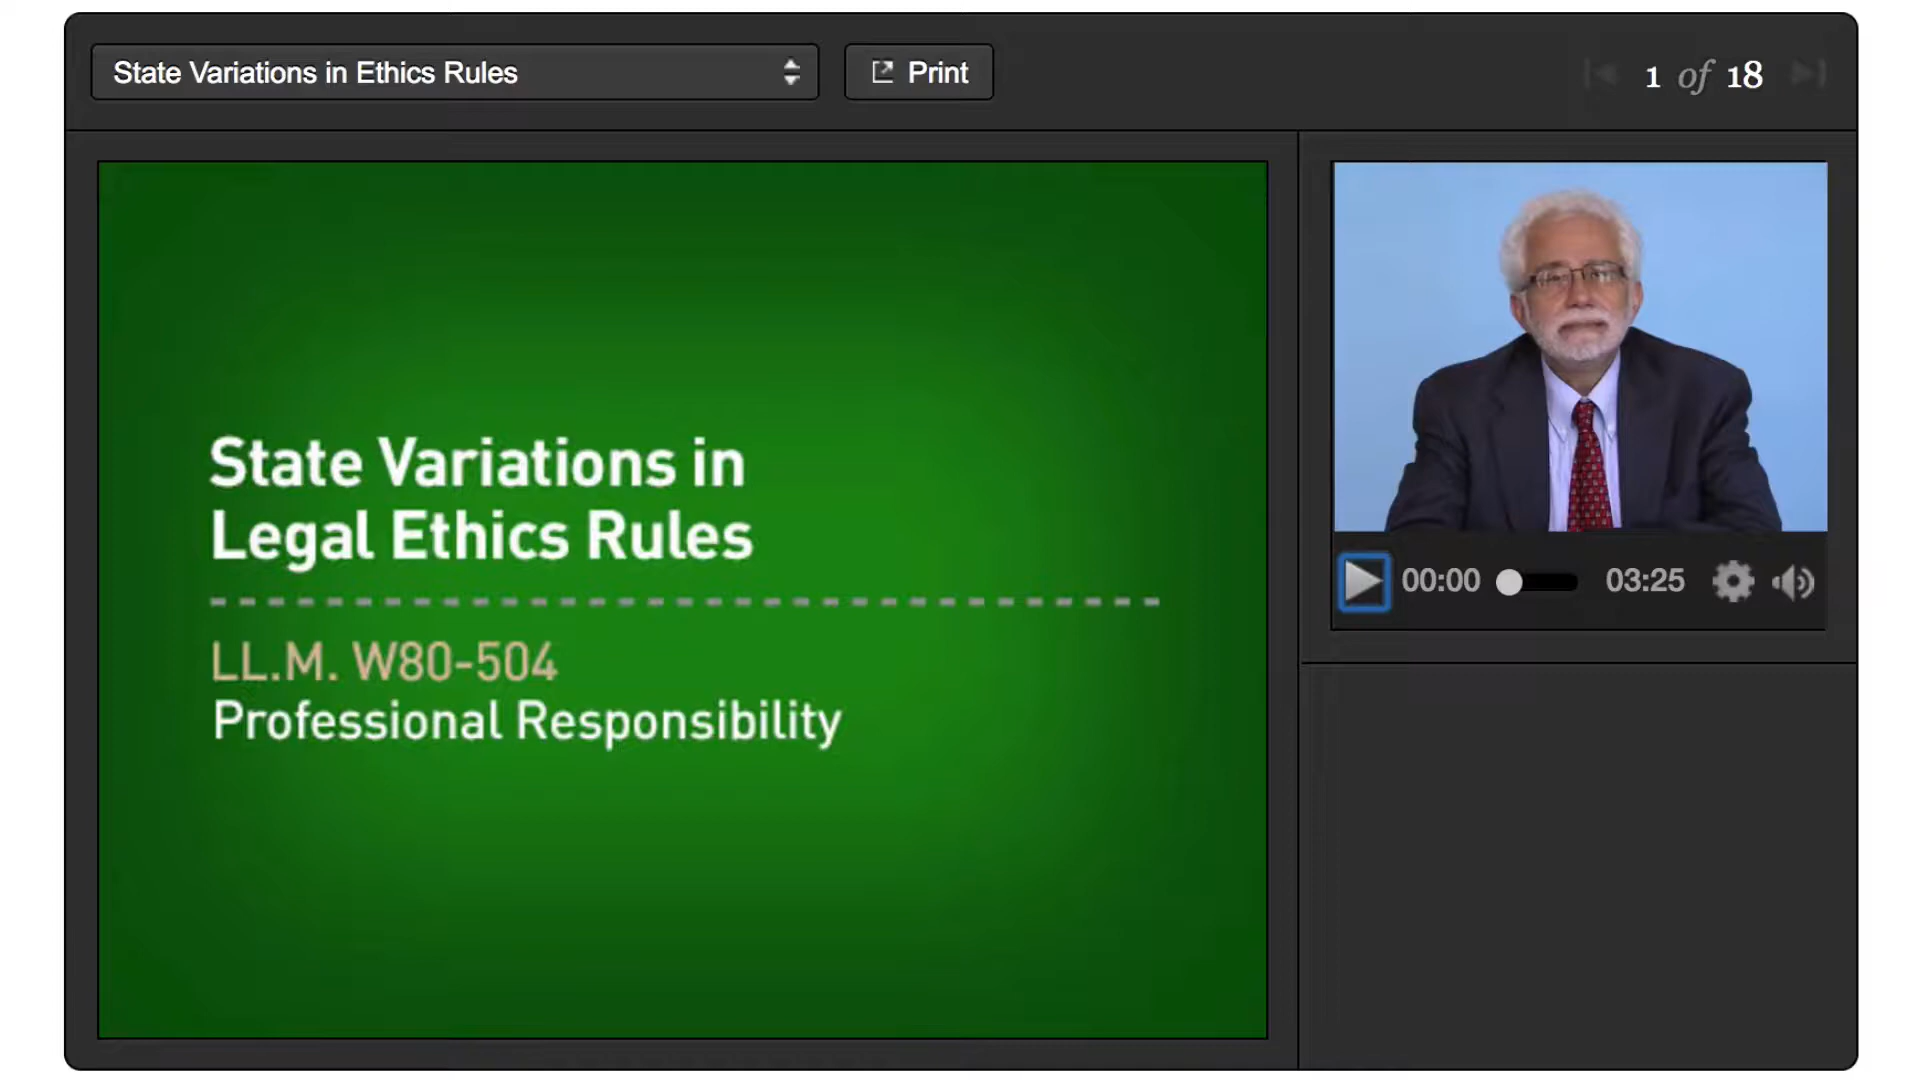 State Variations in Ethics Rules
Print
1 of 18
State Variations in
Legal Ethics Rules
LL.M. W80-504
Professional Responsibility
00:00
03:25